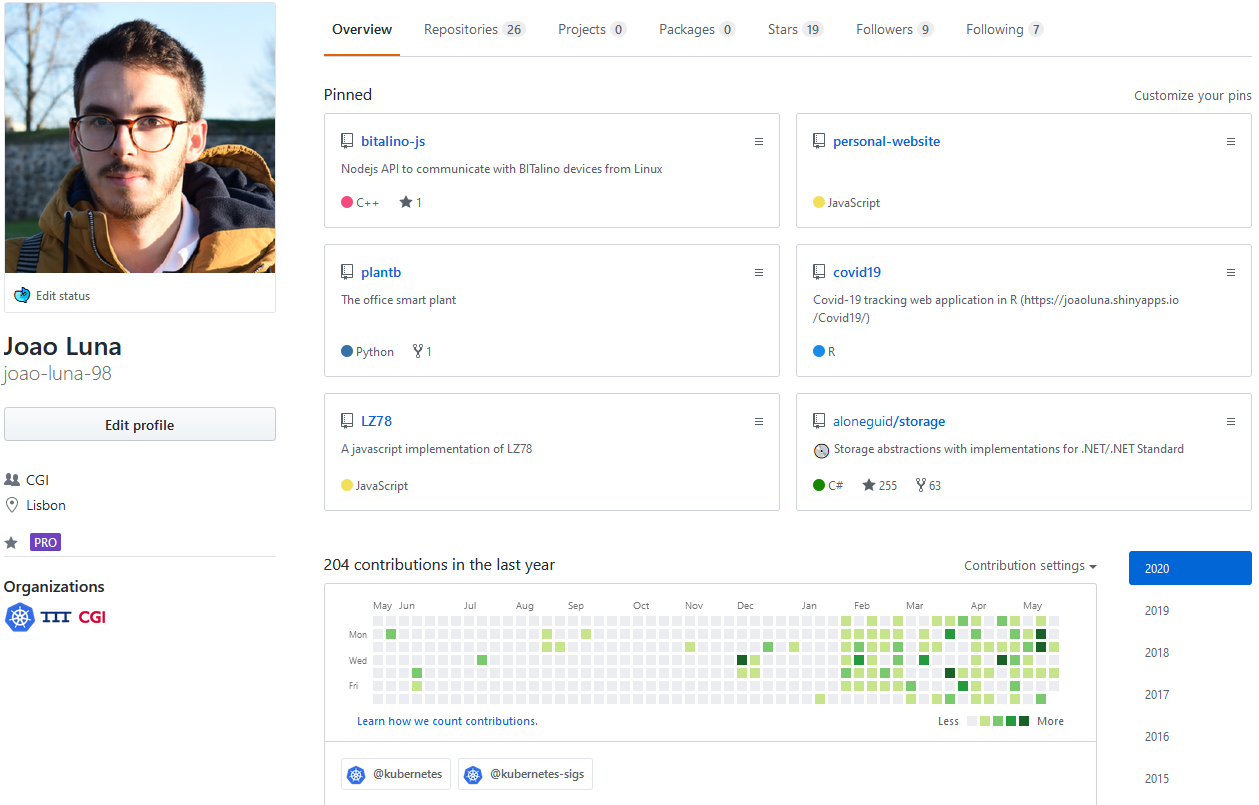 Overview Repositories 26 Projects 0 Packages 0 Stars 19 Followers 9 Following 7
Edit status
Joao Luna
joao-luna-98
Edit profile
CGI
Lisbon
PRO
Organizations
CGI
Pinned Customize your pins
bitalino-js
Nodejs API to communicate with BITalino devices from Linux
C++ 1
personal-website
JavaScript
plantb
The office smart plant
Python 1
covid19
Covid-19 tracking web application in R (https://joaoluna.shinyapps.io
/Covid19/)
R
LZ78
A javascript implementation of LZ78
JavaScript
aloneguid/storage
Storage abstractions with implementations for .NET/.NET Standard
C# 255 63
204 contributions in the last year Contribution settings
May Jun Jul Aug Sep Oct Nov Dec Jan Feb Mar Apr May
Mon
Wed
Fri
Learn how we count contributions. Less More
@kubernetes @kubernetes-sigs
2020
2019
2018
2017
2016
2015